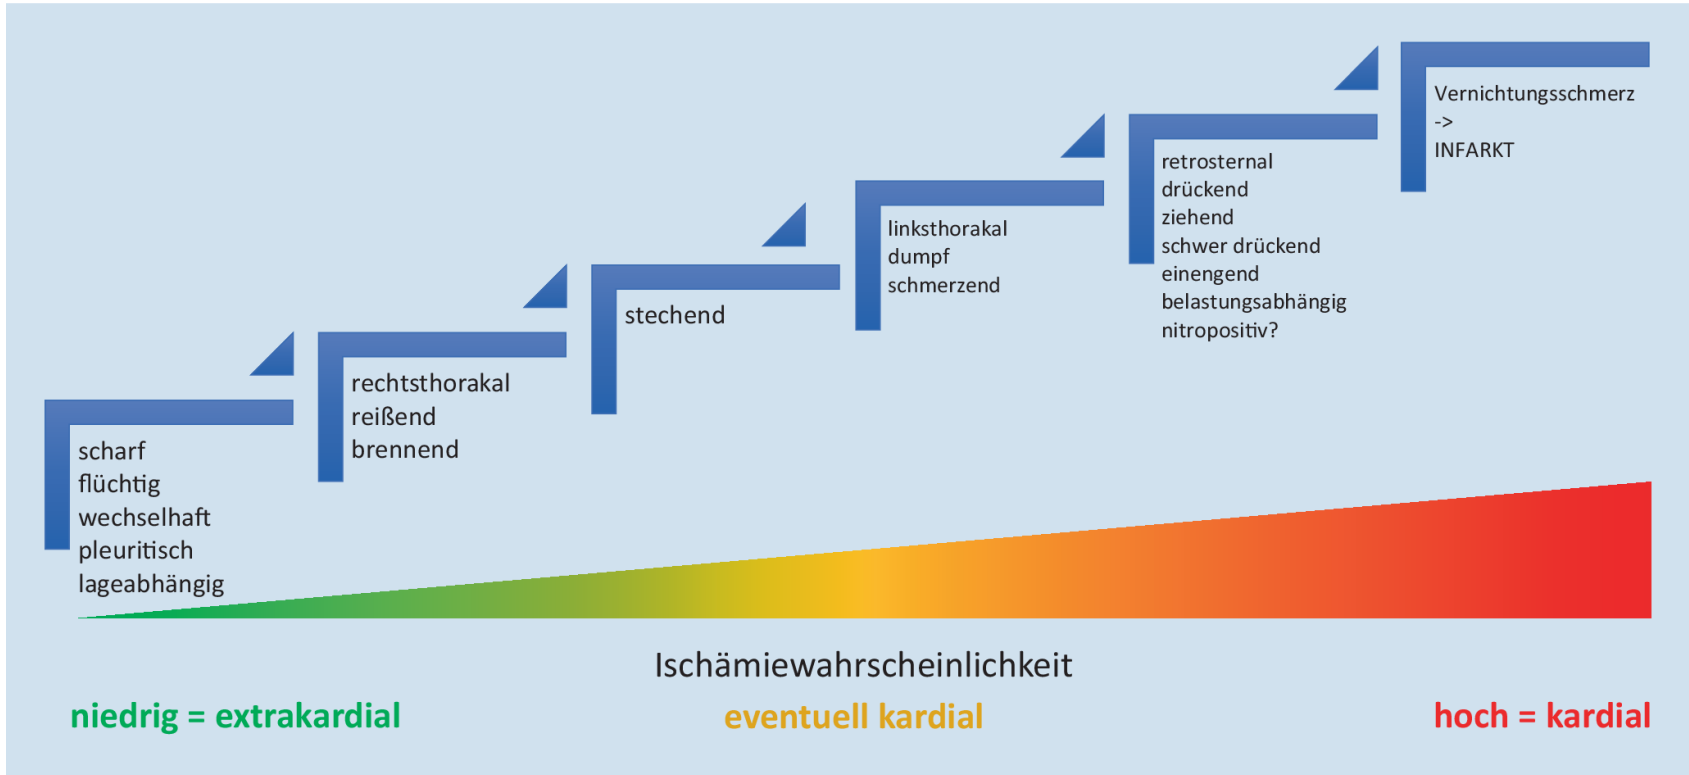 scharf
flüchtig
wechselhaft
pleuritisch
lageabhängig
rechtsthorakal
reißend
brennend
stechend
linksthorakal
dumpf
schmerzend
retrosternal
drückend
ziehend
schwer drückend
einengend
belastungsabhängig
nitropositiv?
Vernichtungsschmerz
->
INFARKT
Ischämiewahrscheinlichkeit
niedrig = extrakardial
eventuell kardial
hoch = kardial